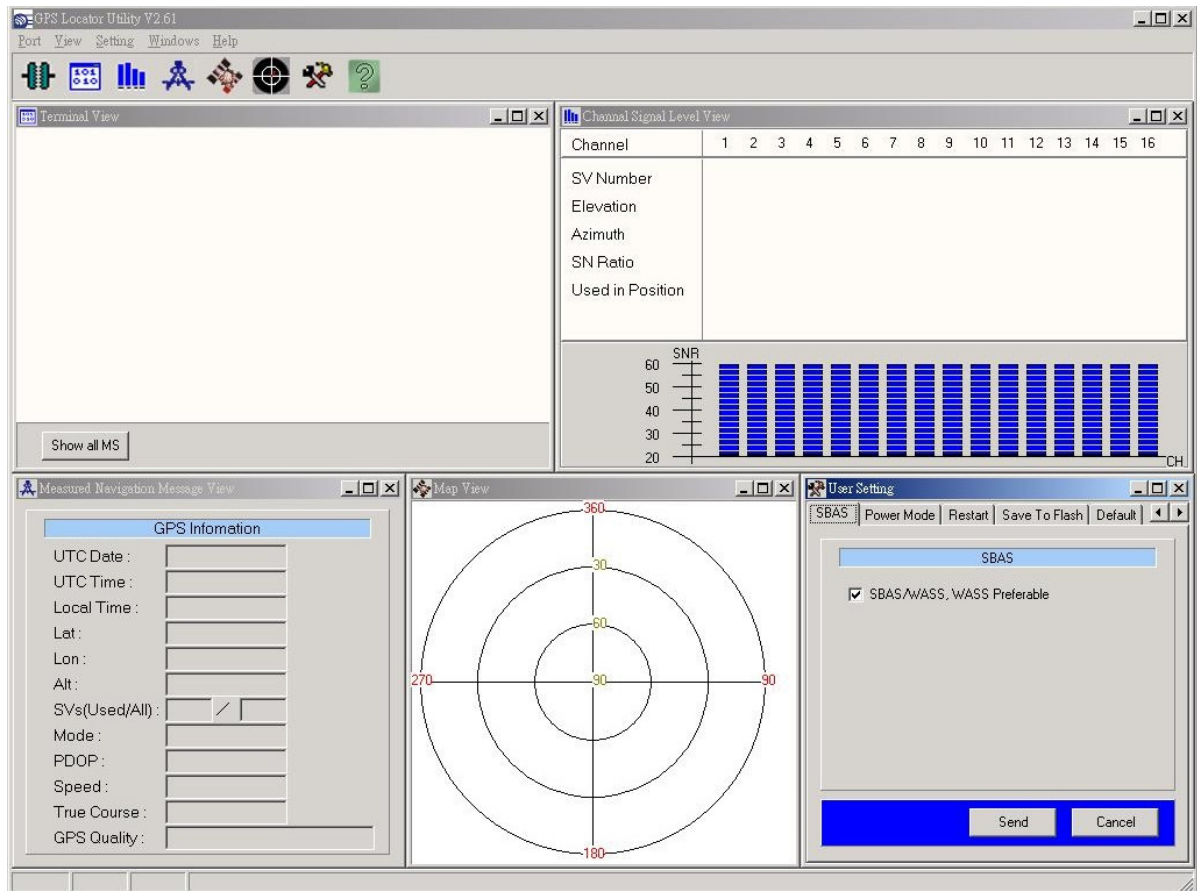 GPS Locator Utility V2.61
Port View Setting Windows Help
101
010
Terminal View
Show all MS
Channal Signal Level View
Channel 1 2 3 4 5 6 7 8 9 10 11 12 13 14 15 16
SV Number
Elevation
Azimuth
SN Ratio
Used in Position
SNR
60
50
40
30
20
CH.
Measured Navigation Message View
GPS Infomation
UTC Date :
UTC Time :
Local Time :
Lat :
Lon :
Alt :
SVs(Used/All) : /
Mode :
PDOP :
Speed :
True Course :
GPS Quality :
Map View
360
30
60
270 90 90
180
User Setting
SBAS Power Mode Restart Save To Flash Default
SBAS
SBAS/WASS, WASS Preferable
Send Cancel